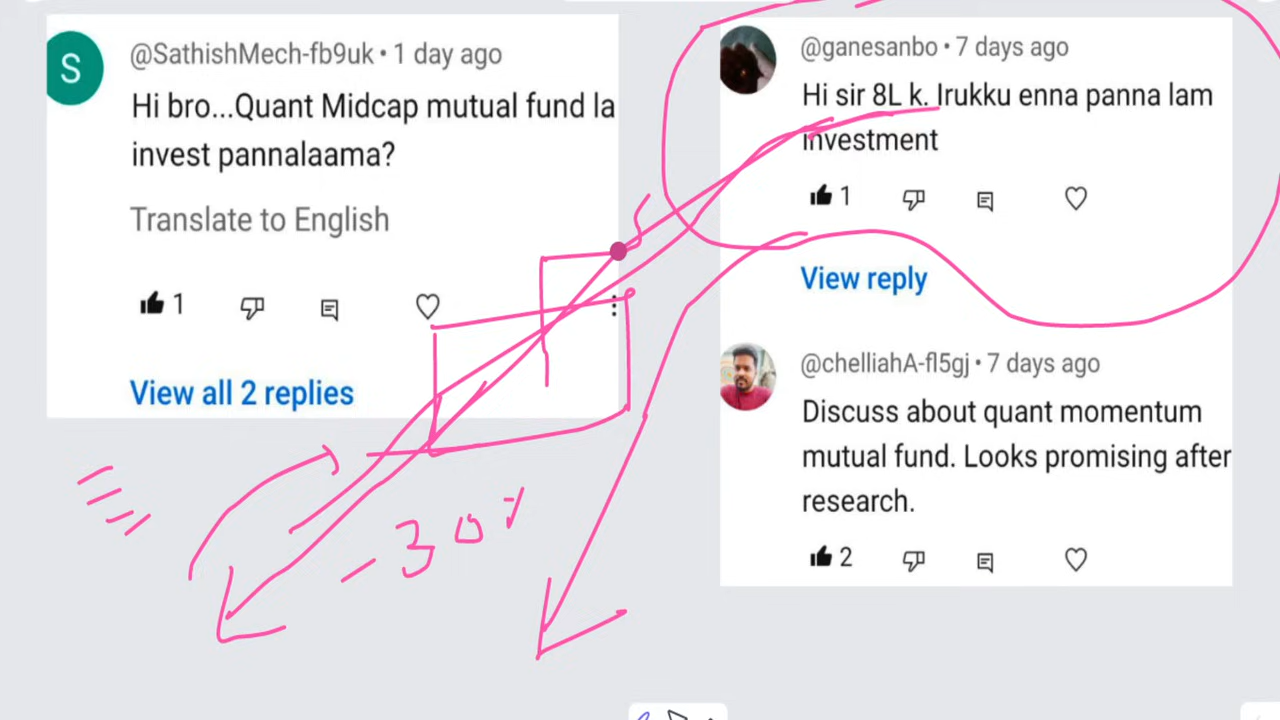 S
@SathishMech-fb9uk • 1 day ago
Hi bro...Quant Midcap mutual fund la
invest pannalaama?
Translate to English
1
View all 2 replies
@ganesanbo • 7 days ago
Hi sir 8L k. Irukku enna panna lam
investment
1
View reply
@chelliahA-fl5gj • 7 days ago
Discuss about quant momentum
mutual fund. Looks promising after
research.
2
-30%